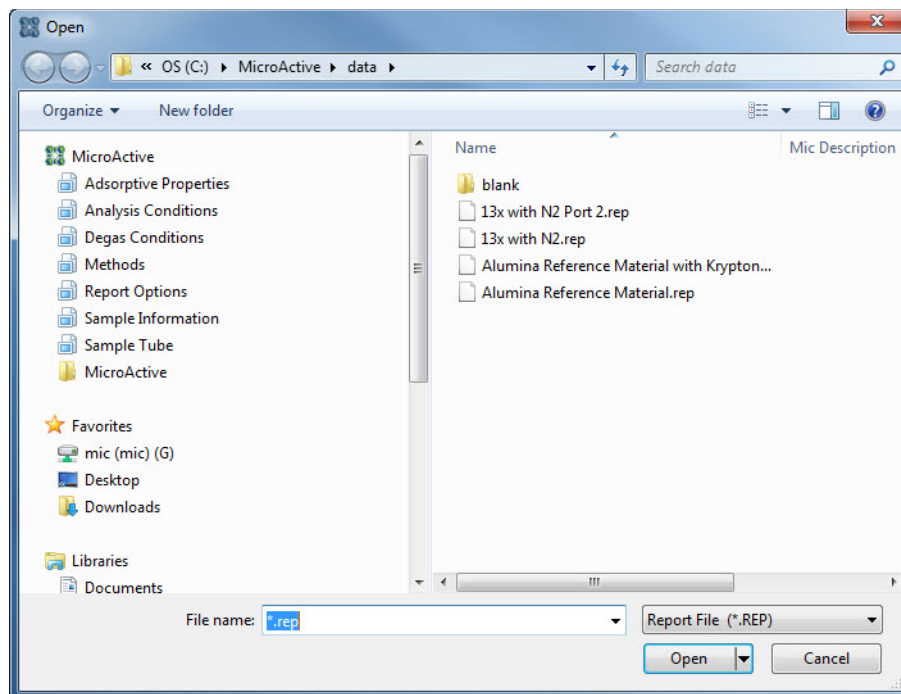 Open
« OS (C:) ▸ MicroActive ▸ data ▸
Search data
Organize
New folder
MicroActive
Adsorptive Properties
Analysis Conditions
Degas Conditions
Methods
Report Options
Sample Information
Sample Tube
MicroActive
Favorites
mic (mic) (G)
Desktop
Downloads
Libraries
Documents
Name
Mic Description
blank
13x with N2 Port 2.rep
13x with N2.rep
Alumina Reference Material with Krypton...
Alumina Reference Material.rep
File name: *.rep
Report File (*.REP)
Open
Cancel